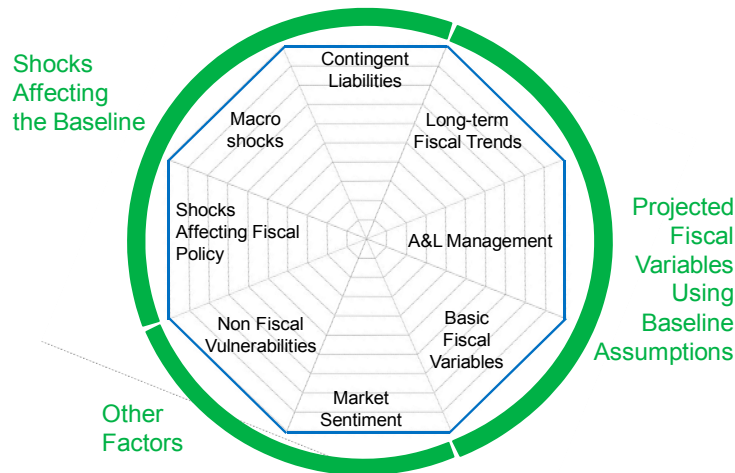 Shocks
Affecting
the Baseline
Contingent
Liabilities
Macro
shocks
Long-term
Fiscal Trends
Shocks
Affecting Fiscal
Policy
A&L Management
Projected
Fiscal
Variables
Using
Baseline
Assumptions
Non Fiscal
Vulnerabilities
Basic
Fiscal
Variables
Market
Sentiment
Other
Factors